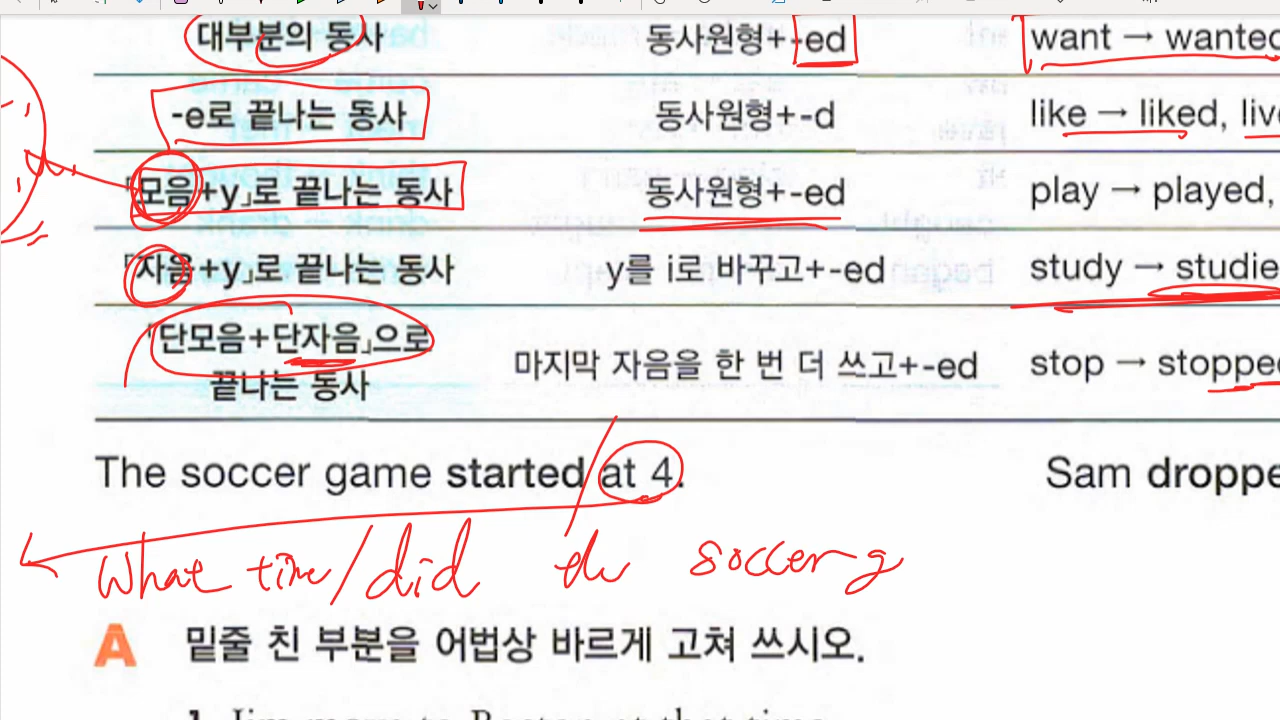 대부분의 동사 동사원형+-ed want → wanted
-e로 끝나는 동사 동사원형+-d like → liked, live
「모음+y」로 끝나는 동사 동사원형+-ed play → played,
「자음+y」로 끝나는 동사 y를 i로 바꾸고+-ed study → studie
「단모음+단자음」으로
끝나는 동사 마지막 자음을 한 번 더 쓰고+-ed stop → stopped
The soccer game started at 4. Sam droppe
What time / did the soccer g
A 밑줄 친 부분을 어법상 바르게 고쳐 쓰시오.